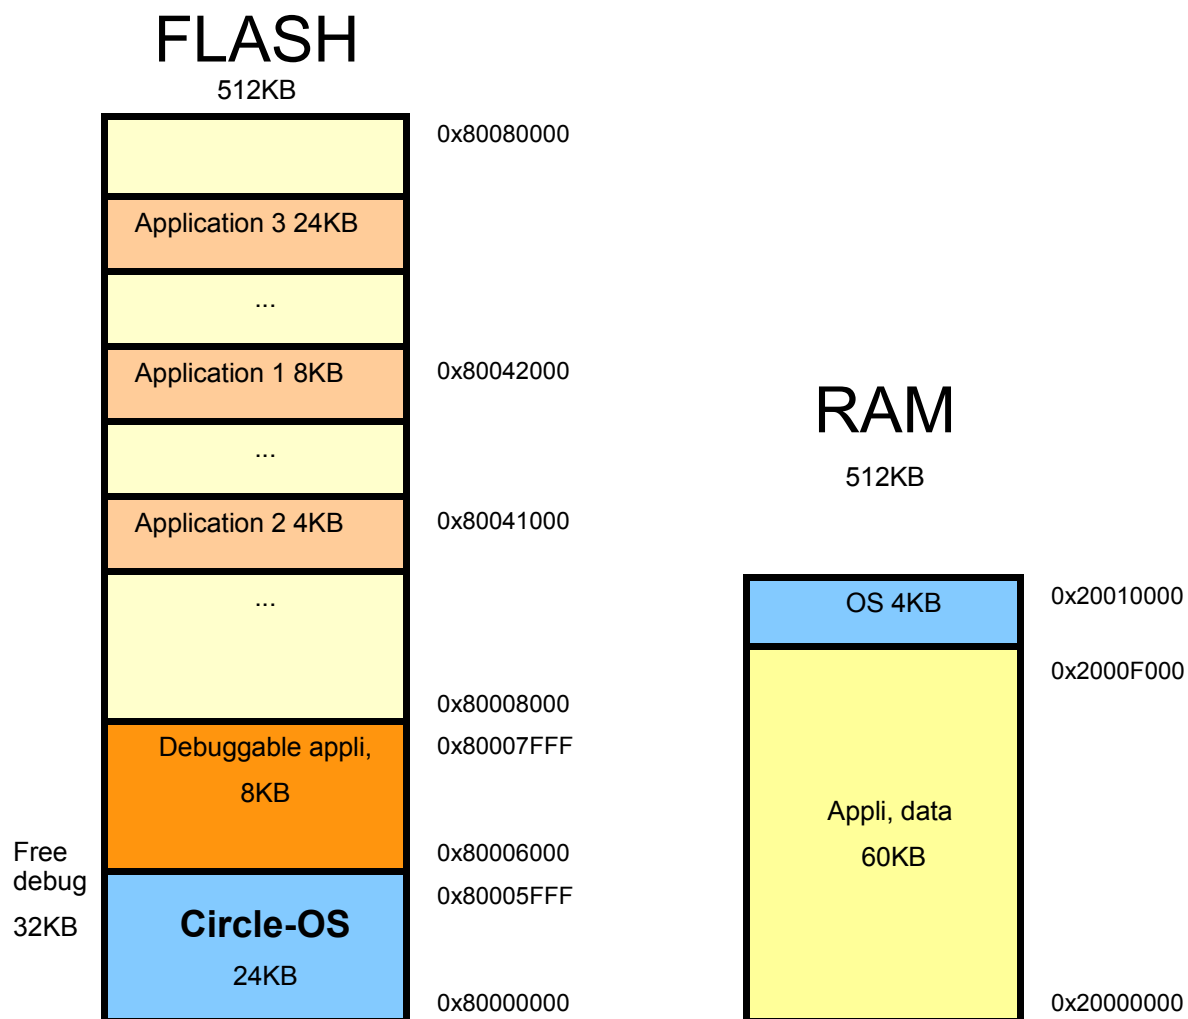 FLASH
512KB
0x80080000
Application 3 24KB
...
Application 1 8KB
0x80042000
...
Application 2 4KB
0x80041000
...
0x80008000
Debuggable appli,
8KB
0x80007FFF
0x80006000
Free
debug
32KB
Circle-OS
24KB
0x80005FFF
0x80000000
RAM
512KB
OS 4KB
0x20010000
0x2000F000
Appli, data
60KB
0x20000000